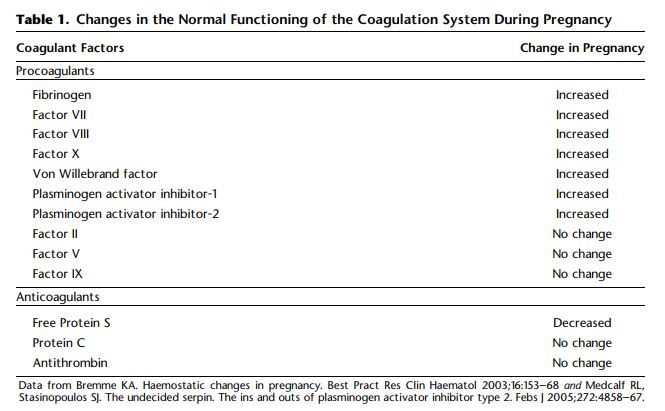 Table 1. Changes in the Normal Functioning of the Coagulation System During Pregnancy
Coagulant Factors Change in Pregnancy
Procoagulants
Fibrinogen Increased
Factor VII Increased
Factor VIII Increased
Factor X Increased
Von Willebrand factor Increased
Plasminogen activator inhibitor-1 Increased
Plasminogen activator inhibitor-2 Increased
Factor II No change
Factor V No change
Factor IX No change
Anticoagulants
Free Protein S Decreased
Protein C No change
Antithrombin No change
Data from Bremme KA. Haemostatic changes in pregnancy. Best Pract Res Clin Haematol 2003;16:153–68 and Medcalf RL,
Stasinopoulos SJ. The undecided serpin. The ins and outs of plasminogen activator inhibitor type 2. Febs J 2005;272:4858–67.